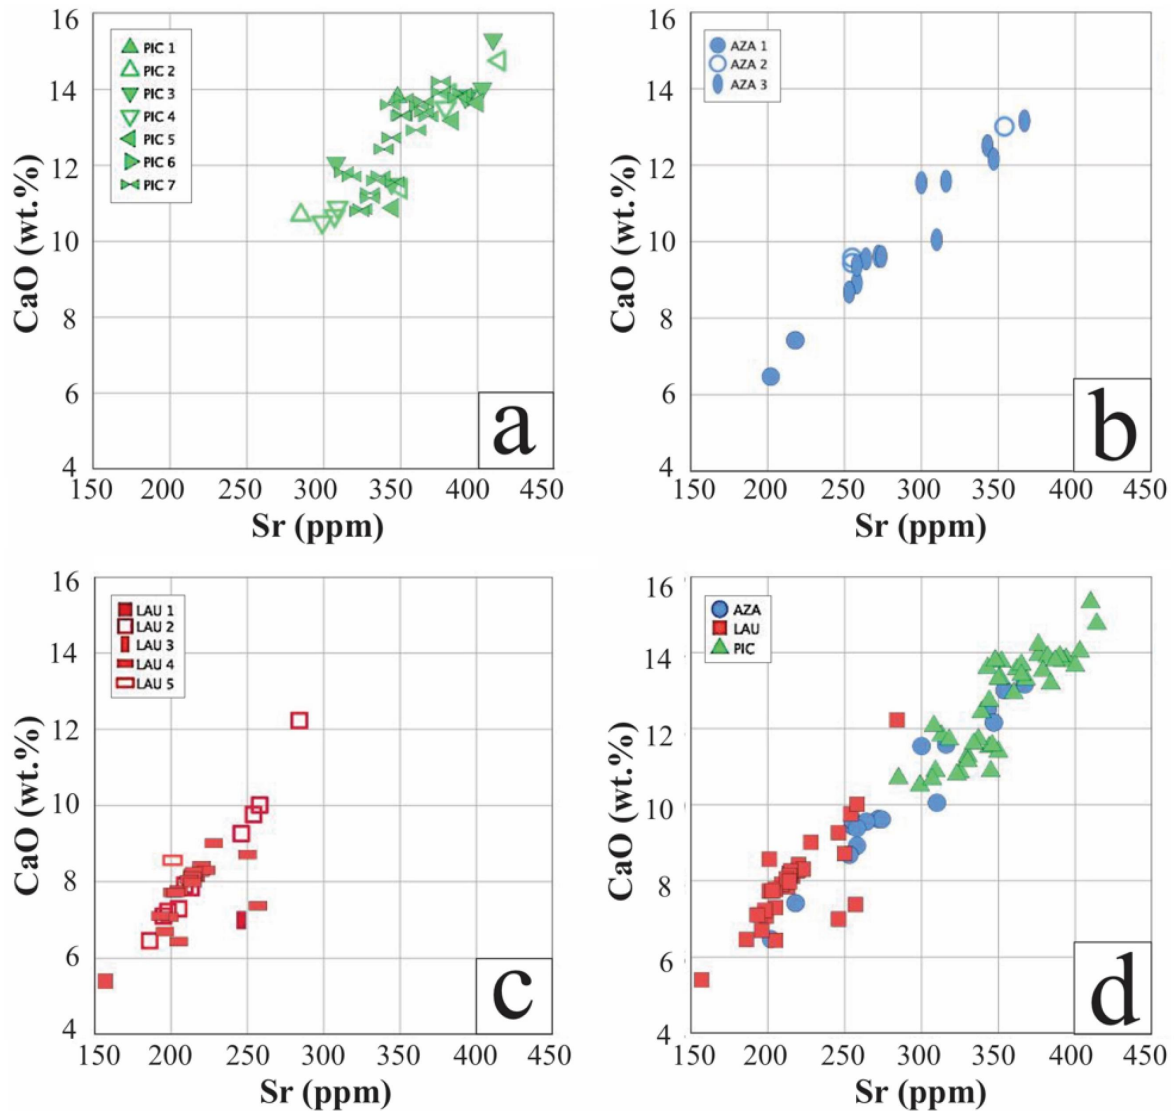 16
14
12
10
8
6
4
CaO (wt.%)
PIC 1
PIC 2
PIC 3
PIC 4
PIC 5
PIC 6
PIC 7
a
150 200 250 300 350 400 450
Sr (ppm)
16
14
12
10
8
6
4
CaO (wt.%)
AZA 1
AZA 2
AZA 3
b
150 200 250 300 350 400 450
Sr (ppm)
16
14
12
10
8
6
4
CaO (wt.%)
LAU 1
LAU 2
LAU 3
LAU 4
LAU 5
c
150 200 250 300 350 400 450
Sr (ppm)
16
14
12
10
8
6
4
CaO (wt.%)
AZA
LAU
PIC
d
150 200 250 300 350 400 450
Sr (ppm)